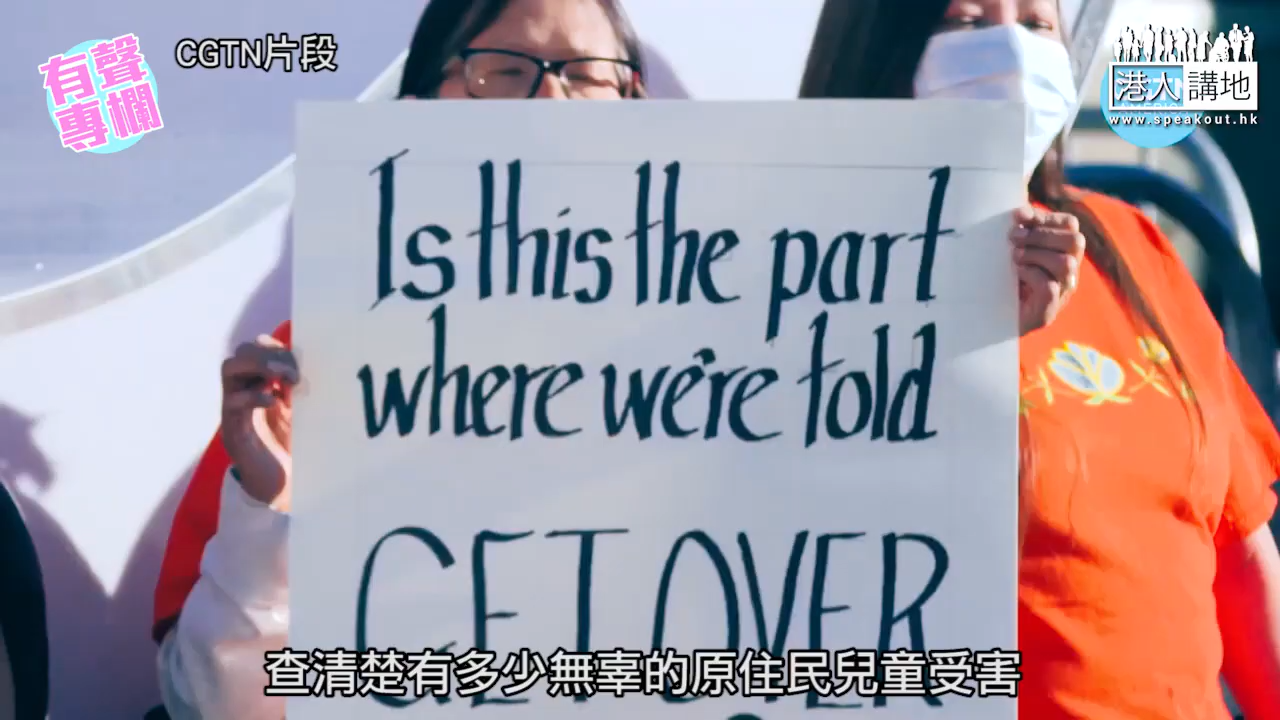 有聲
專欄
CGTN片段
港人講地
www.speakout.hk
Is this the part
where we're told
GET OVER
查清楚有多少無辜的原住民兒童受害